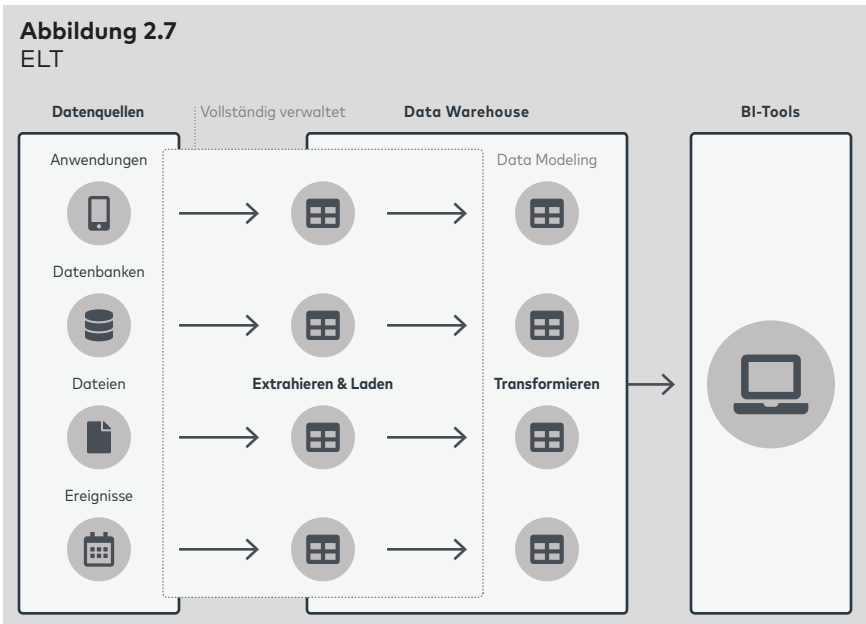 Abbildung 2.7
ELT
Datenquellen
Vollständig verwaltet
Data Warehouse
BI-Tools
Anwendungen
Data Modeling
Datenbanken
Dateien
Extrahieren & Laden
Transformieren
Ereignisse